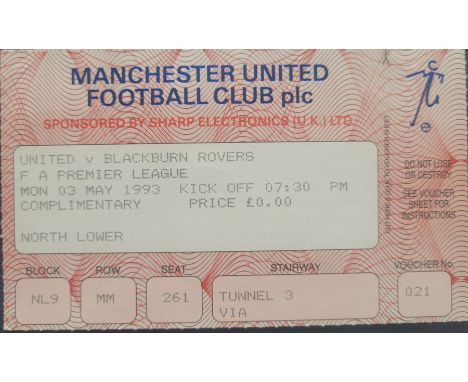 MANCHESTER UNITED
FOOTBALL CLUB plc
SPONSORED BY SHARP ELECTRONICS (U.K.) LTD.
UNITED v BLACKBURN ROVERS
F A PREMIER LEAGUE
MON 03 MAY 1993 KICK OFF 07:30 PM
COMPLIMENTARY PRICE £0.00
NORTH LOWER
DO NOT LOSE
OR DESTROY
SEE VOUCHER
SHEET FOR
INSTRUCTIONS
BLOCK ROW SEAT STAIRWAY VOUCHER No.
NL9 MM 261 TUNNEL 3 021
VIA